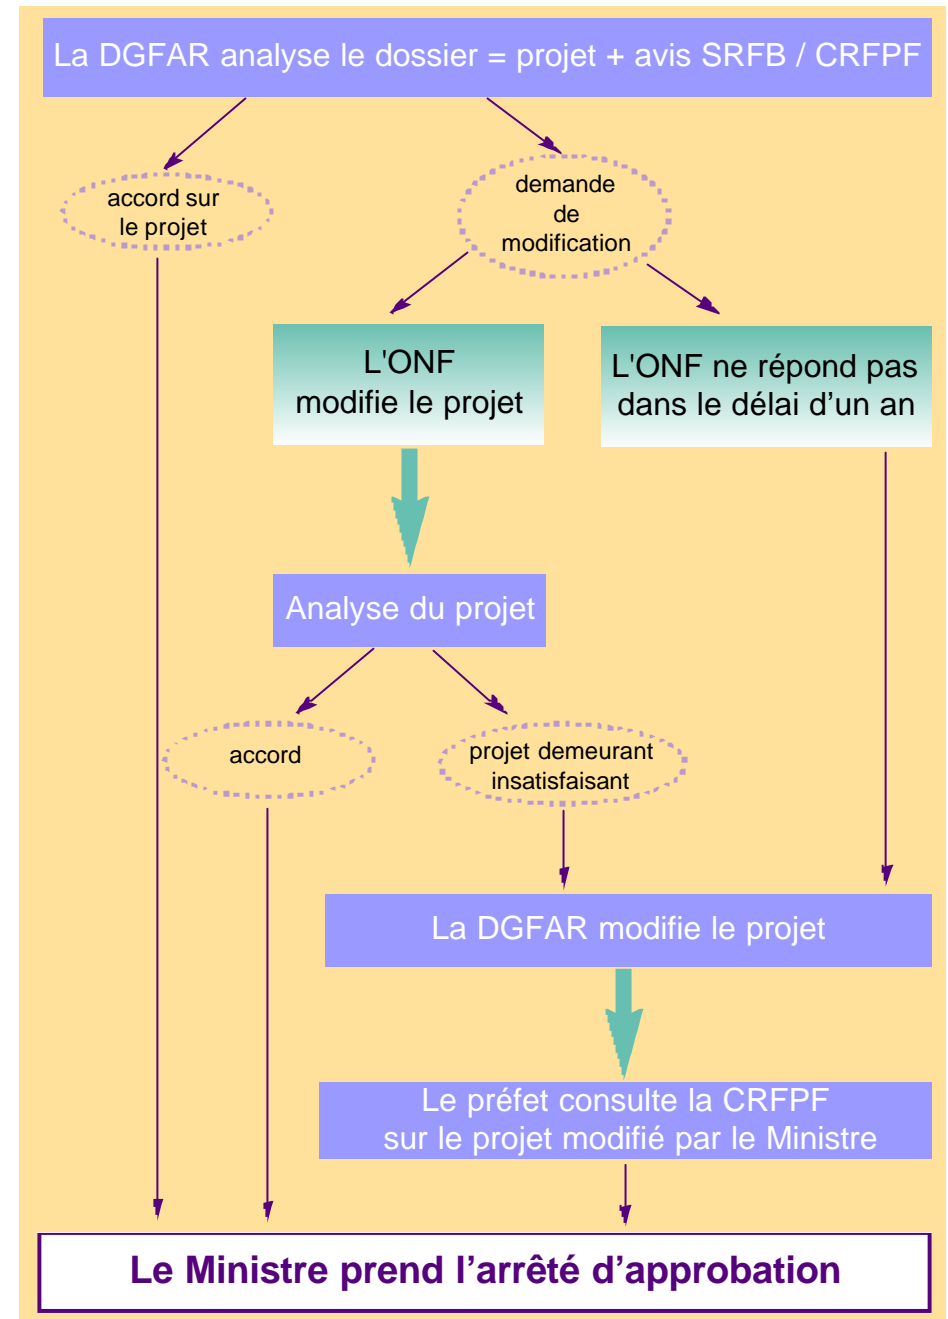 La DGFAR analyse le dossier = projet + avis SRFB / CRFPF
accord sur
le projet
demande
de
modification
L'ONF
modifie le projet
L'ONF ne répond pas
dans le délai d’un an
Analyse du projet
accord
projet demeurant
insatisfaisant
La DGFAR modifie le projet
Le préfet consulte la CRFPF
sur le projet modifié par le Ministre
Le Ministre prend l’arrêté d’approbation